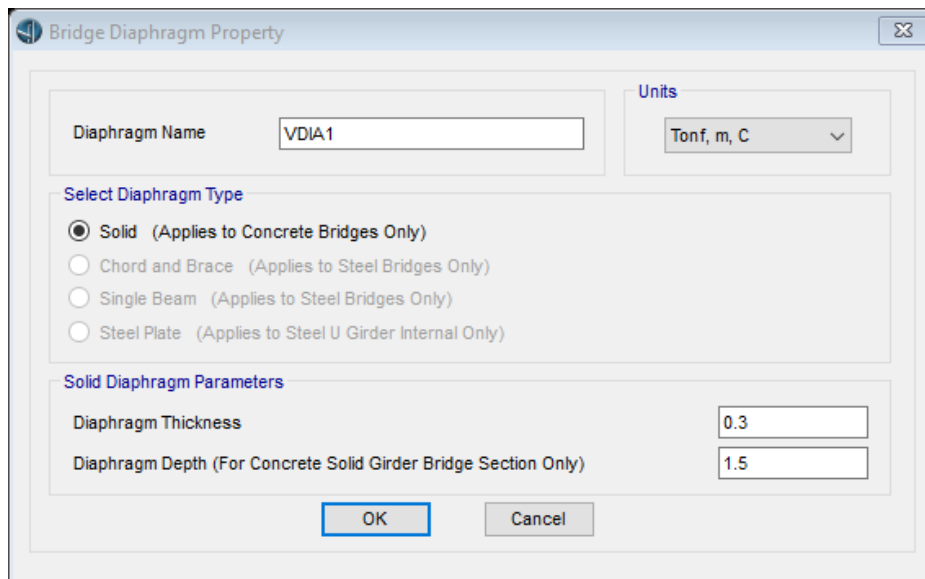 Bridge Diaphragm Property
Units
Diaphragm Name VDIA1 Tonf, m, C
Select Diaphragm Type
Solid (Applies to Concrete Bridges Only)
Chord and Brace (Applies to Steel Bridges Only)
Single Beam (Applies to Steel Bridges Only)
Steel Plate (Applies to Steel U Girder Internal Only)
Solid Diaphragm Parameters
Diaphragm Thickness 0.3
Diaphragm Depth (For Concrete Solid Girder Bridge Section Only) 1.5
OK Cancel